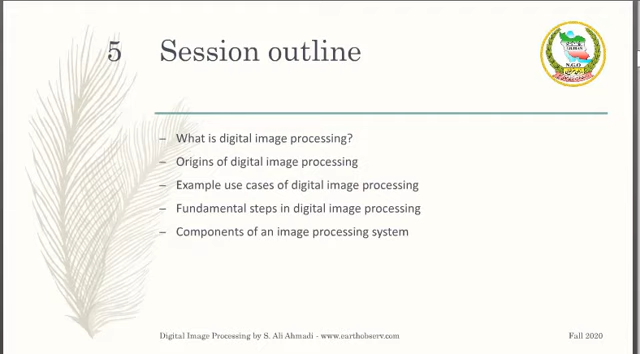 5 Session outline
N.G.O
– What is digital image processing?
– Origins of digital image processing
– Example use cases of digital image processing
– Fundamental steps in digital image processing
– Components of an image processing system
Digital Image Processing by S. Ali Ahmadi - www.earthobserv.com Fall 2020